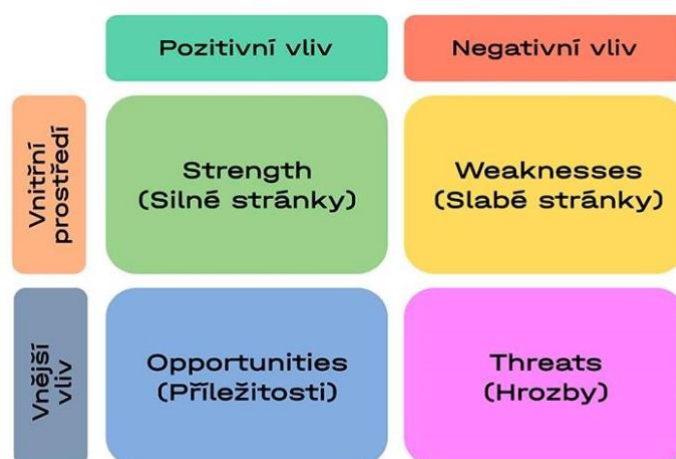 Pozitivní vliv
Negativní vliv
Vnitřní
prostředí
Strength
(Silné stránky)
Weaknesses
(Slabé stránky)
Vnější
vliv
Opportunities
(Příležitosti)
Threats
(Hrozby)